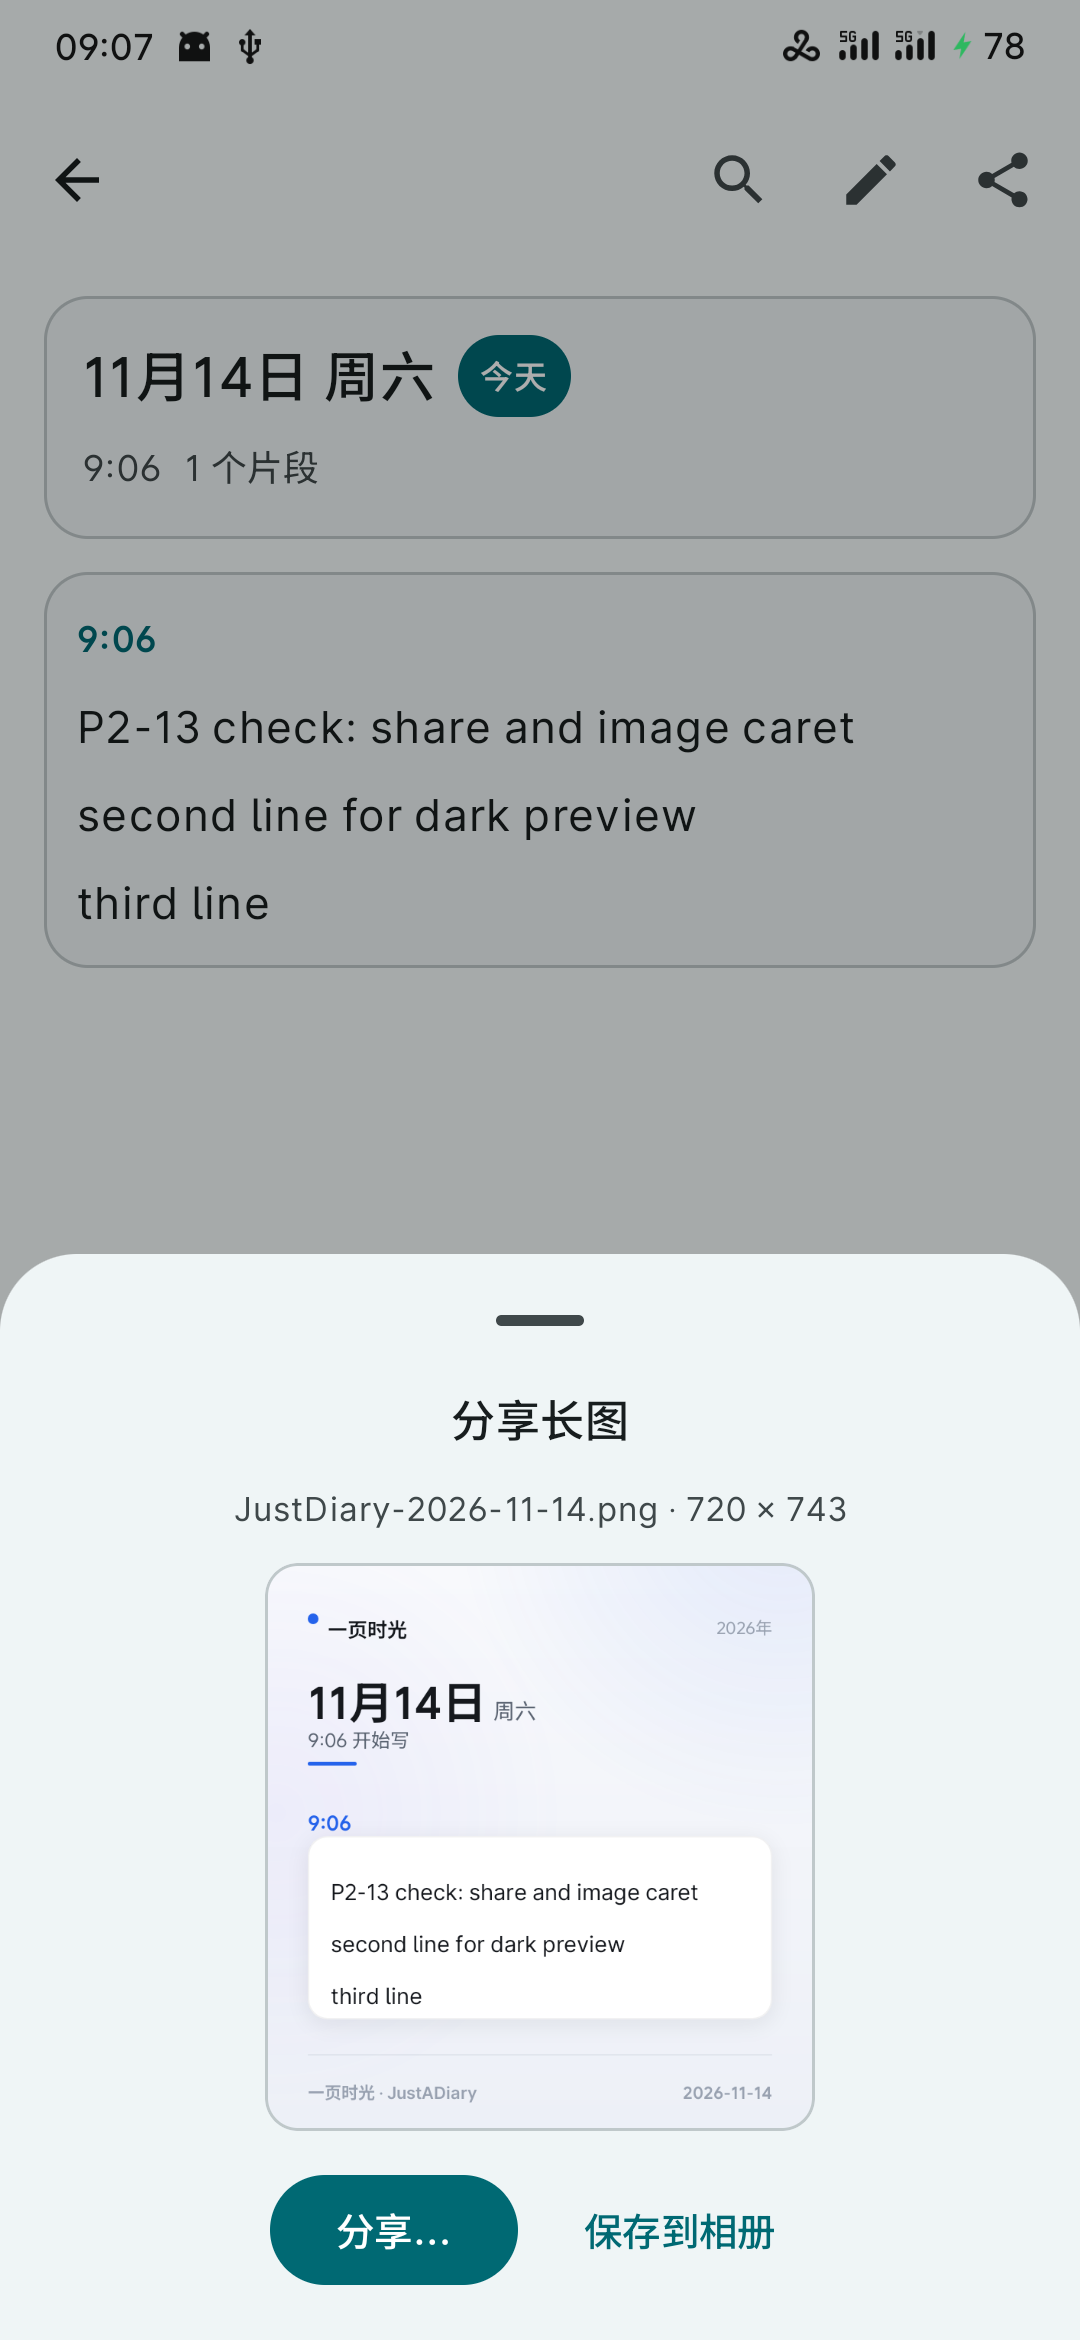 09:07
5G 5G 78
11月14日 周六 今天
9:06 1 个片段
9:06
P2-13 check: share and image caret
second line for dark preview
third line
分享长图
JustDiary-2026-11-14.png · 720 × 743
一页时光 2026年
11月14日 周六
9:06 开始写
9:06
P2-13 check: share and image caret
second line for dark preview
third line
一页时光 · JustADiary 2026-11-14
分享... 保存到相册